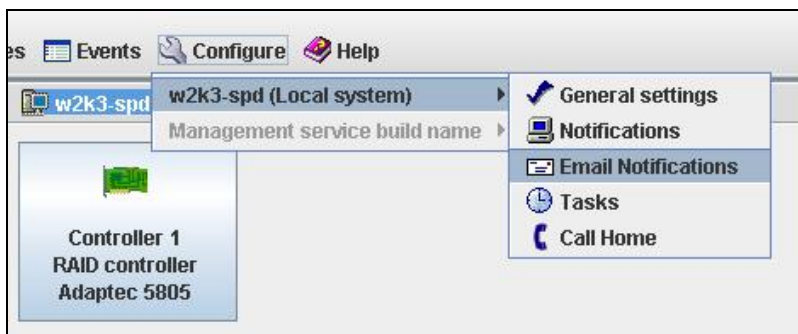 es Events Configure Help
w2k3-spd
w2k3-spd (Local system)
Management service build name
General settings
Notifications
Email Notifications
Tasks
Call Home
Controller 1
RAID controller
Adaptec 5805